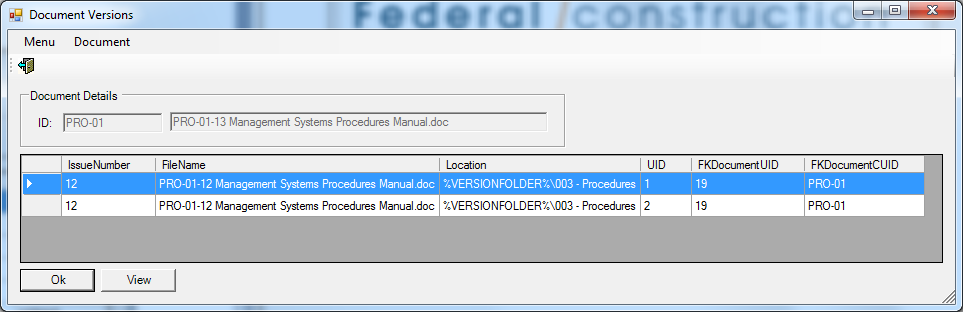 Federal construction
Document Versions
Menu Document
Document Details
ID: PRO-01 PRO-01-13 Management Systems Procedures Manual.doc
IssueNumber FileName Location UID FKDocumentUID FKDocumentCUID
12 PRO-01-12 Management Systems Procedures Manual.doc %VERSIONFOLDER%\003 - Procedures 1 19 PRO-01
12 PRO-01-12 Management Systems Procedures Manual.doc %VERSIONFOLDER%\003 - Procedures 2 19 PRO-01
Ok View